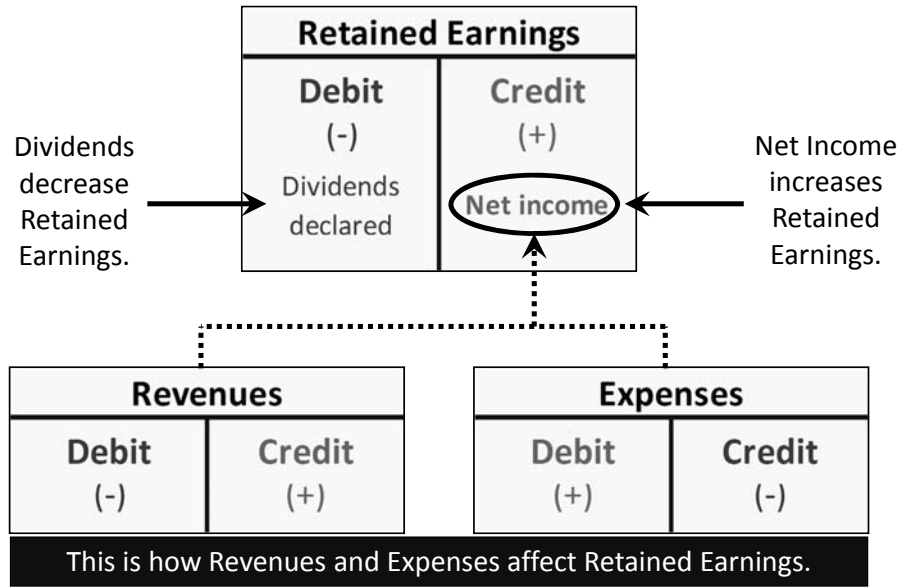 Retained Earnings
Debit
(-)
Dividends
declared
Credit
(+)
Net income
Dividends
decrease
Retained
Earnings.
Net Income
increases
Retained
Earnings.
Revenues
Debit
(-)
Credit
(+)
Expenses
Debit
(+)
Credit
(-)
This is how Revenues and Expenses affect Retained Earnings.